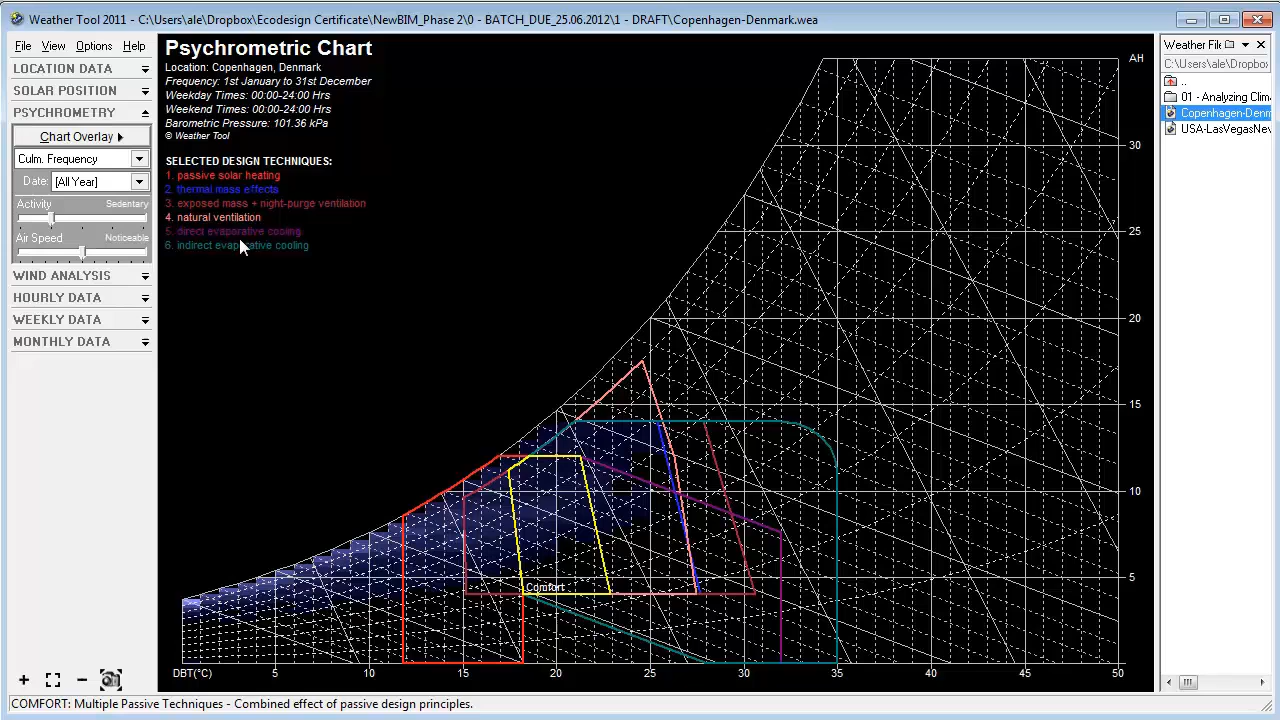 Weather Tool 2011 - C:\Users\ale\Dropbox\Ecodesign Certificate\NewBIM_Phase 2\0 - BATCH_DUE_25.06.2012\1 - DRAFT\Copenhagen-Denmark.wea
File View Options Help
LOCATION DATA
SOLAR POSITION
PSYCHROMETRY
Chart Overlay
Culm. Frequency
Date: [All Year]
Activity Sedentary
Air Speed Noticeable
WIND ANALYSIS
HOURLY DATA
WEEKLY DATA
MONTHLY DATA
Psychrometric Chart
Location: Copenhagen, Denmark
Frequency: 1st January to 31st December
Weekday Times: 00:00-24:00 Hrs
Weekend Times: 00:00-24:00 Hrs
Barometric Pressure: 101.36 kPa
© Weather Tool
SELECTED DESIGN TECHNIQUES:
1. passive solar heating
2. thermal mass effects
3. exposed mass + night-purge ventilation
4. natural ventilation
5. direct evaporative cooling
6. indirect evaporative cooling
AH
30
25
20
15
10
5
Comfort
DBT(°C) 5 10 15 20 25 30 35 40 45 50
Weather File
C:\Users\ale\Dropbox
..
01 - Analyzing Clim
Copenhagen-Denm
USA-LasVegasNev
COMFORT: Multiple Passive Techniques - Combined effect of passive design principles.